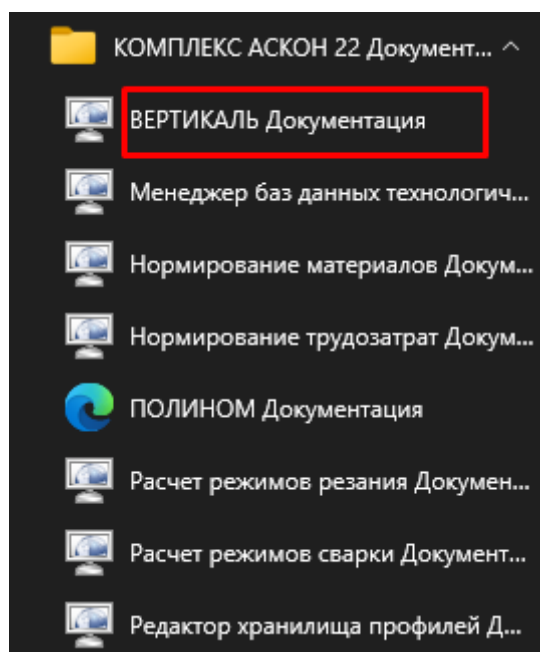 КОМПЛЕКС АСКОН 22 Документ...
ВЕРТИКАЛЬ Документация
Менеджер баз данных технологич...
Нормирование материалов Докум...
Нормирование трудозатрат Докум...
ПОЛИНОМ Документация
Расчет режимов резания Докумен...
Расчет режимов сварки Документ...
Редактор хранилища профилей Д...